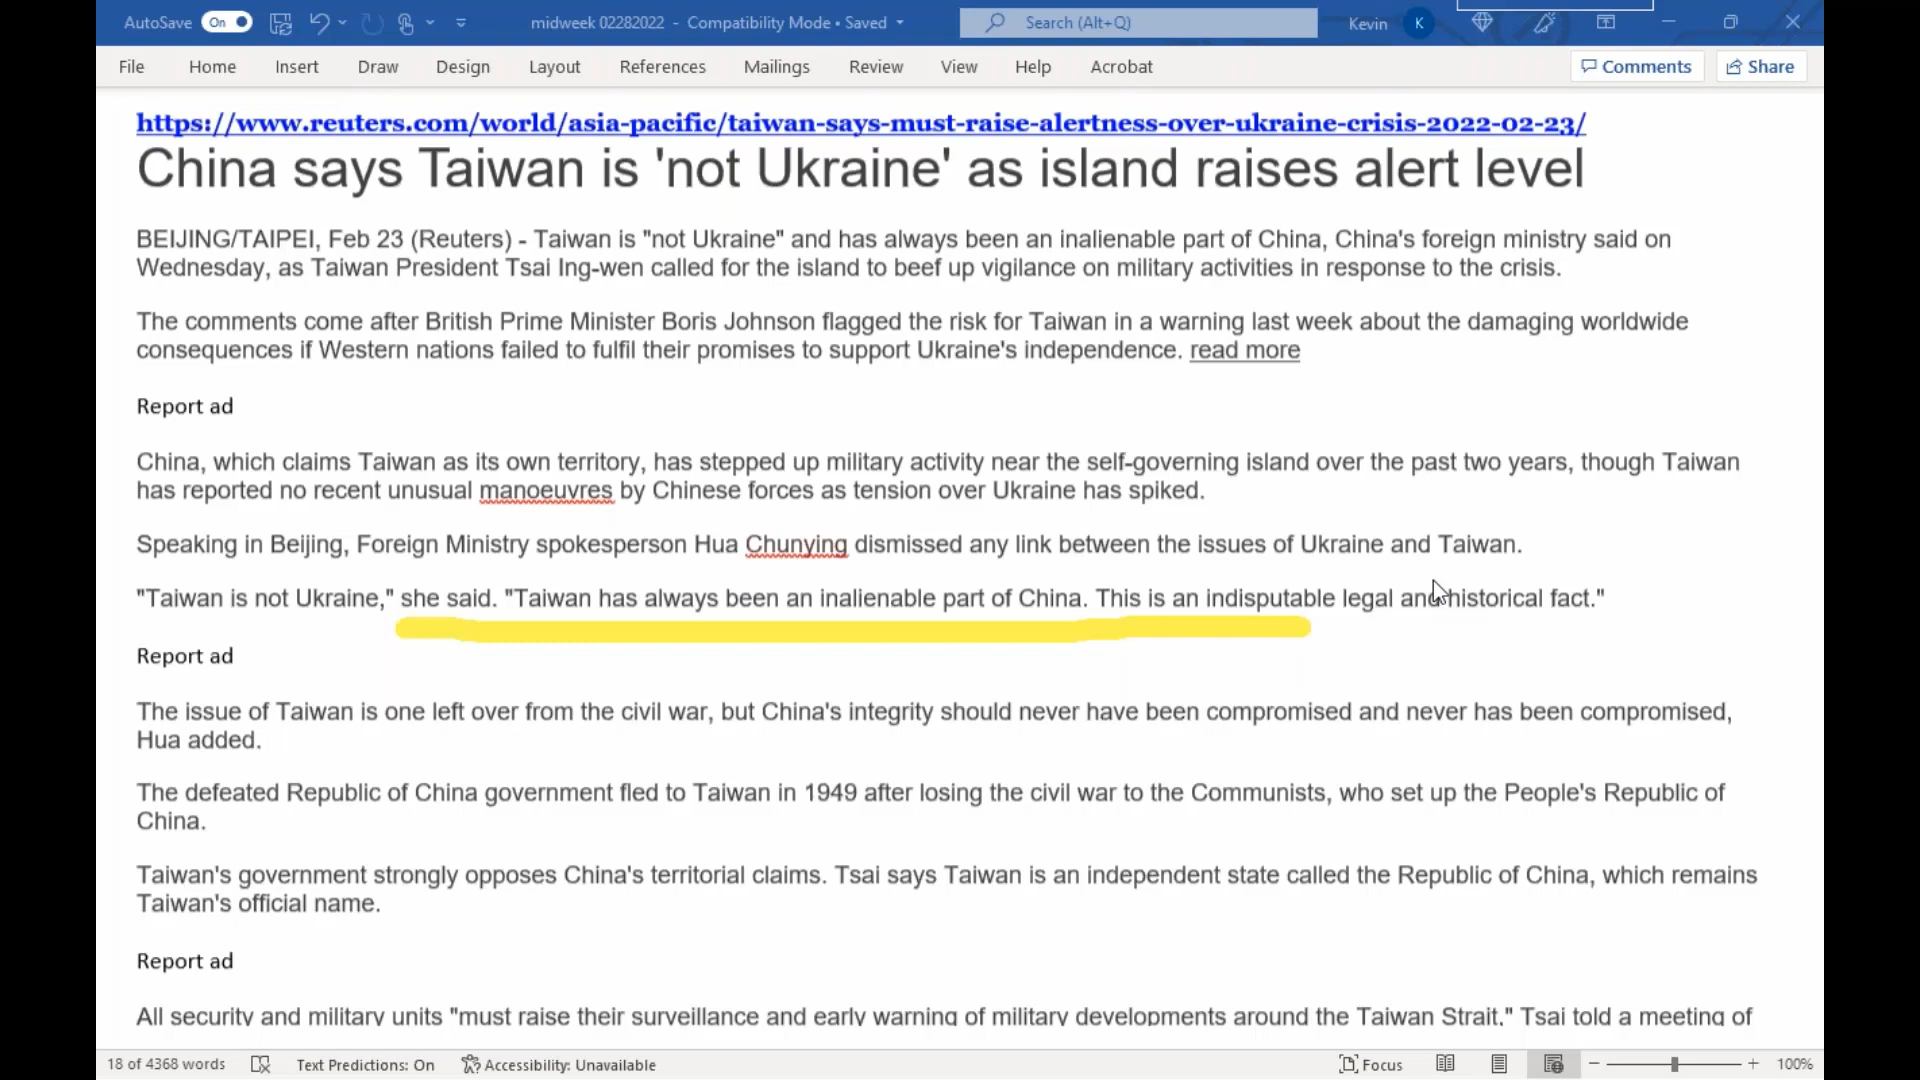 AutoSave On midweek 02282022 - Compatibility Mode • Saved Search (Alt+Q) Kevin K
File Home Insert Draw Design Layout References Mailings Review View Help Acrobat Comments Share
https://www.reuters.com/world/asia-pacific/taiwan-says-must-raise-alertness-over-ukraine-crisis-2022-02-23/
China says Taiwan is 'not Ukraine' as island raises alert level
BEIJING/TAIPEI, Feb 23 (Reuters) - Taiwan is "not Ukraine" and has always been an inalienable part of China, China's foreign ministry said on
Wednesday, as Taiwan President Tsai Ing-wen called for the island to beef up vigilance on military activities in response to the crisis.
The comments come after British Prime Minister Boris Johnson flagged the risk for Taiwan in a warning last week about the damaging worldwide
consequences if Western nations failed to fulfil their promises to support Ukraine's independence. read more
Report ad
China, which claims Taiwan as its own territory, has stepped up military activity near the self-governing island over the past two years, though Taiwan
has reported no recent unusual manoeuvres by Chinese forces as tension over Ukraine has spiked.
Speaking in Beijing, Foreign Ministry spokesperson Hua Chunying dismissed any link between the issues of Ukraine and Taiwan.
"Taiwan is not Ukraine," she said. "Taiwan has always been an inalienable part of China. This is an indisputable legal and historical fact."
Report ad
The issue of Taiwan is one left over from the civil war, but China's integrity should never have been compromised and never has been compromised,
Hua added.
The defeated Republic of China government fled to Taiwan in 1949 after losing the civil war to the Communists, who set up the People's Republic of
China.
Taiwan's government strongly opposes China's territorial claims. Tsai says Taiwan is an independent state called the Republic of China, which remains
Taiwan's official name.
Report ad
All security and military units "must raise their surveillance and early warning of military developments around the Taiwan Strait," Tsai told a meeting of
18 of 4368 words Text Predictions: On Accessibility: Unavailable Focus 100%